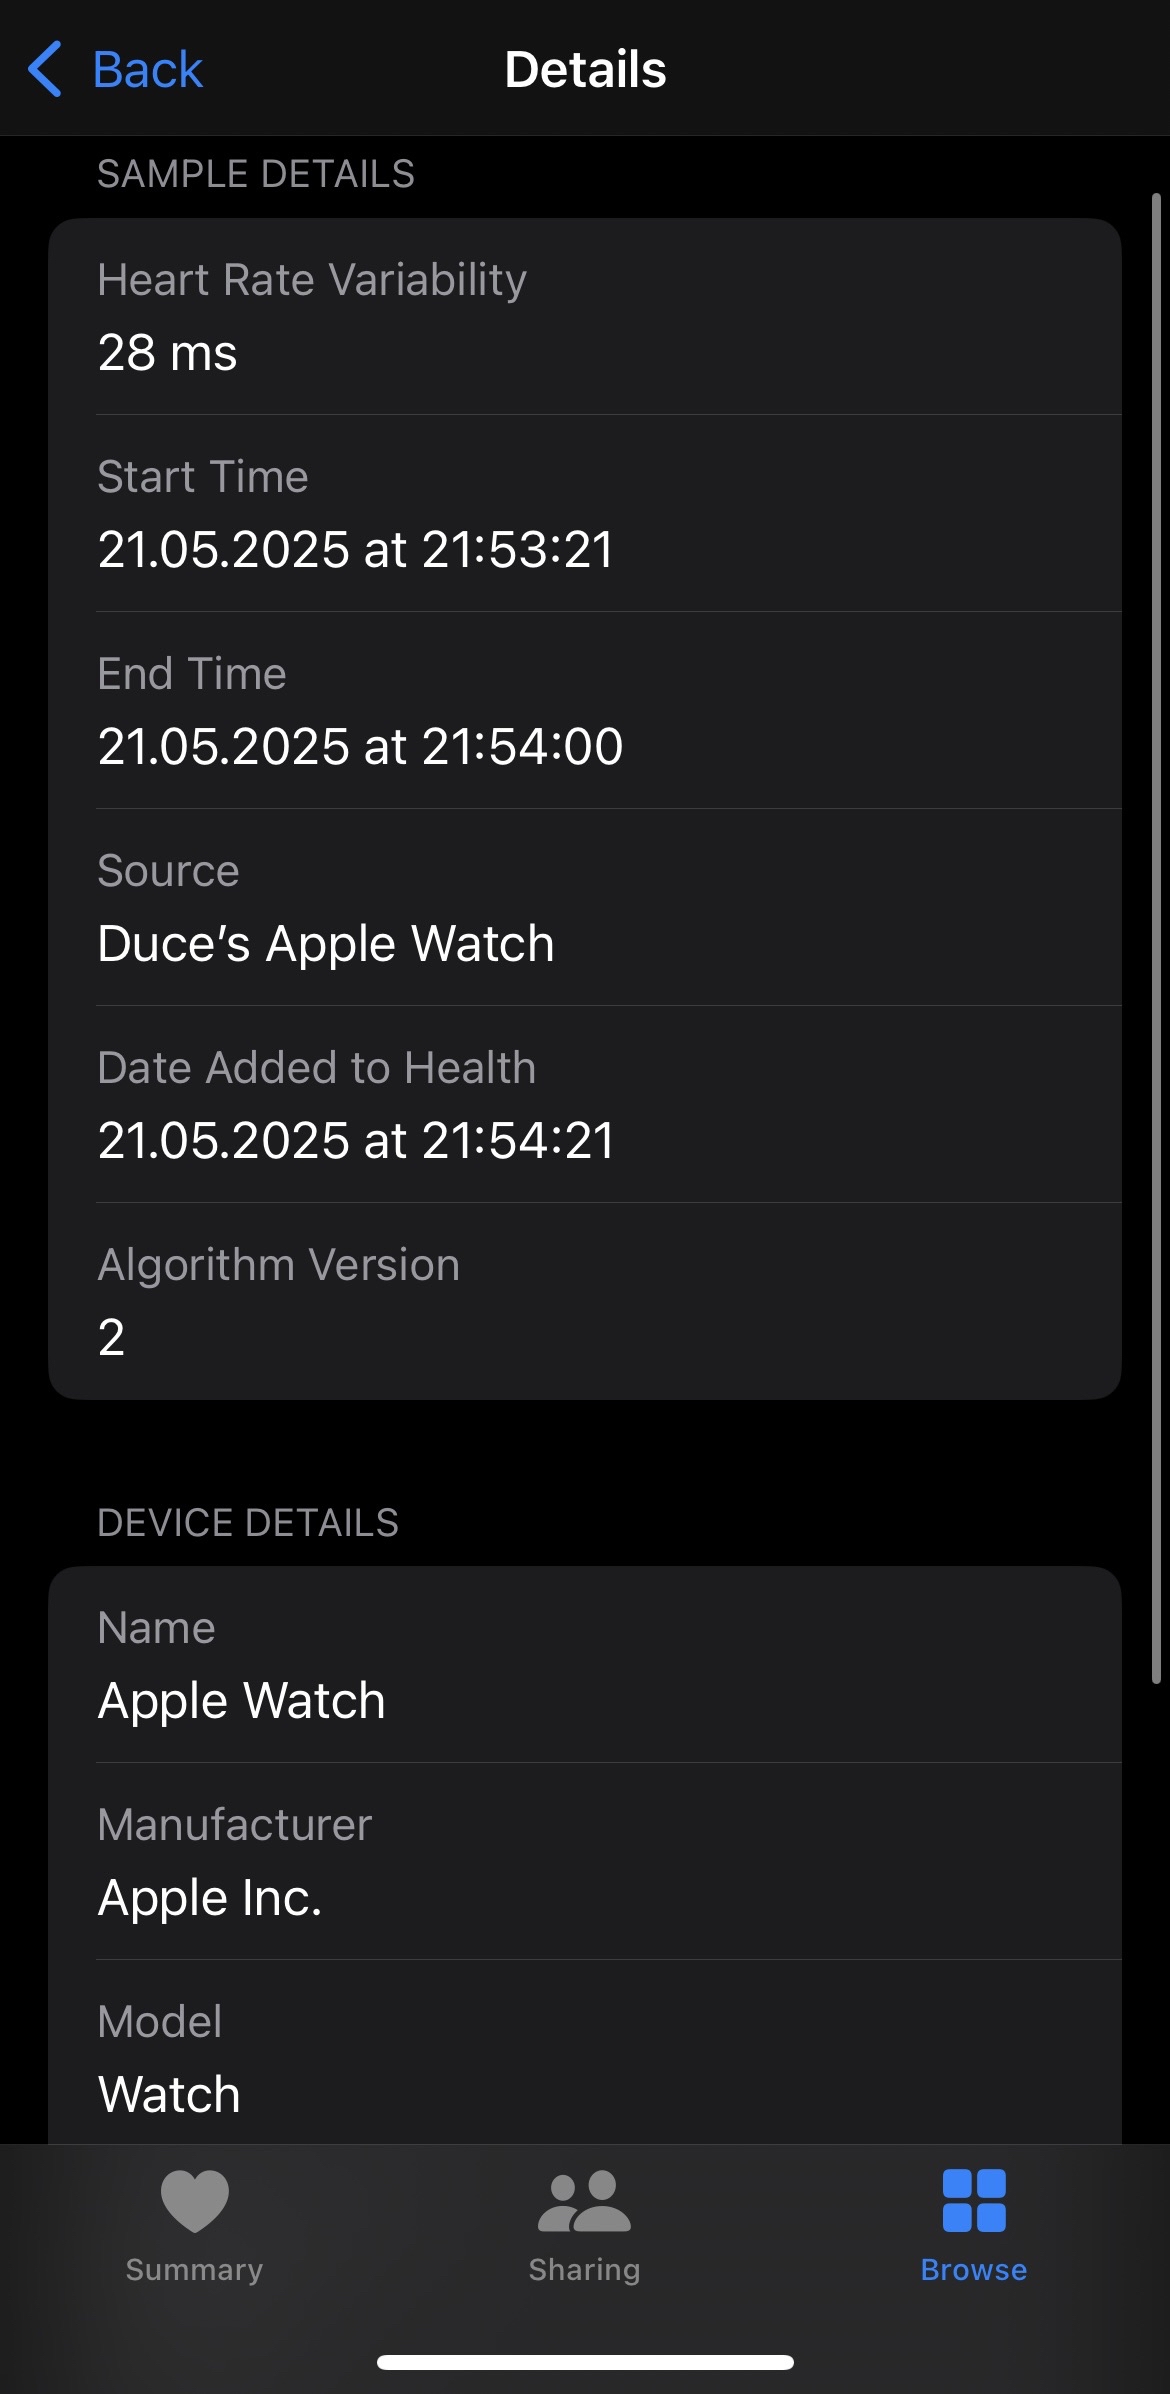 Back
Details
SAMPLE DETAILS
Heart Rate Variability
28 ms
Start Time
21.05.2025 at 21:53:21
End Time
21.05.2025 at 21:54:00
Source
Duce’s Apple Watch
Date Added to Health
21.05.2025 at 21:54:21
Algorithm Version
2
DEVICE DETAILS
Name
Apple Watch
Manufacturer
Apple Inc.
Model
Watch
Summary
Sharing
Browse